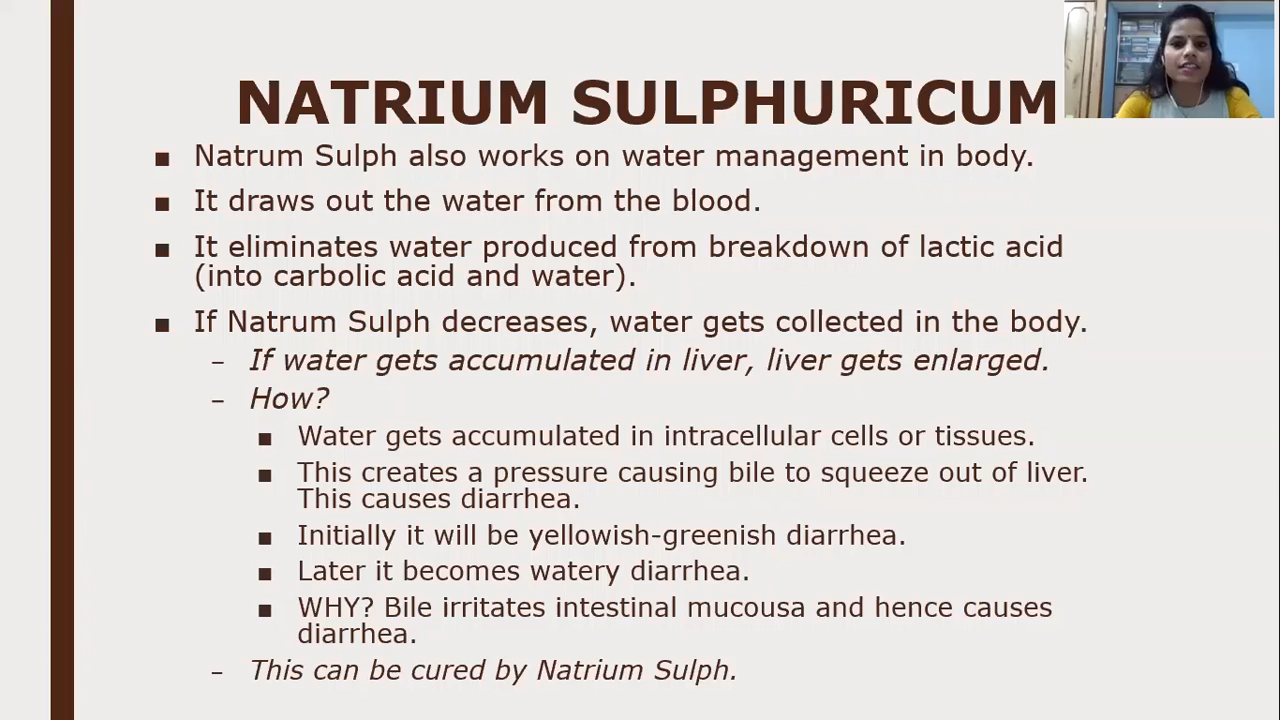 NATRIUM SULPHURICUM
▪ Natrum Sulph also works on water management in body.
▪ It draws out the water from the blood.
▪ It eliminates water produced from breakdown of lactic acid
(into carbolic acid and water).
▪ If Natrum Sulph decreases, water gets collected in the body.
– If water gets accumulated in liver, liver gets enlarged.
– How?
▪ Water gets accumulated in intracellular cells or tissues.
▪ This creates a pressure causing bile to squeeze out of liver.
This causes diarrhea.
▪ Initially it will be yellowish-greenish diarrhea.
▪ Later it becomes watery diarrhea.
▪ WHY? Bile irritates intestinal mucousa and hence causes
diarrhea.
– This can be cured by Natrium Sulph.